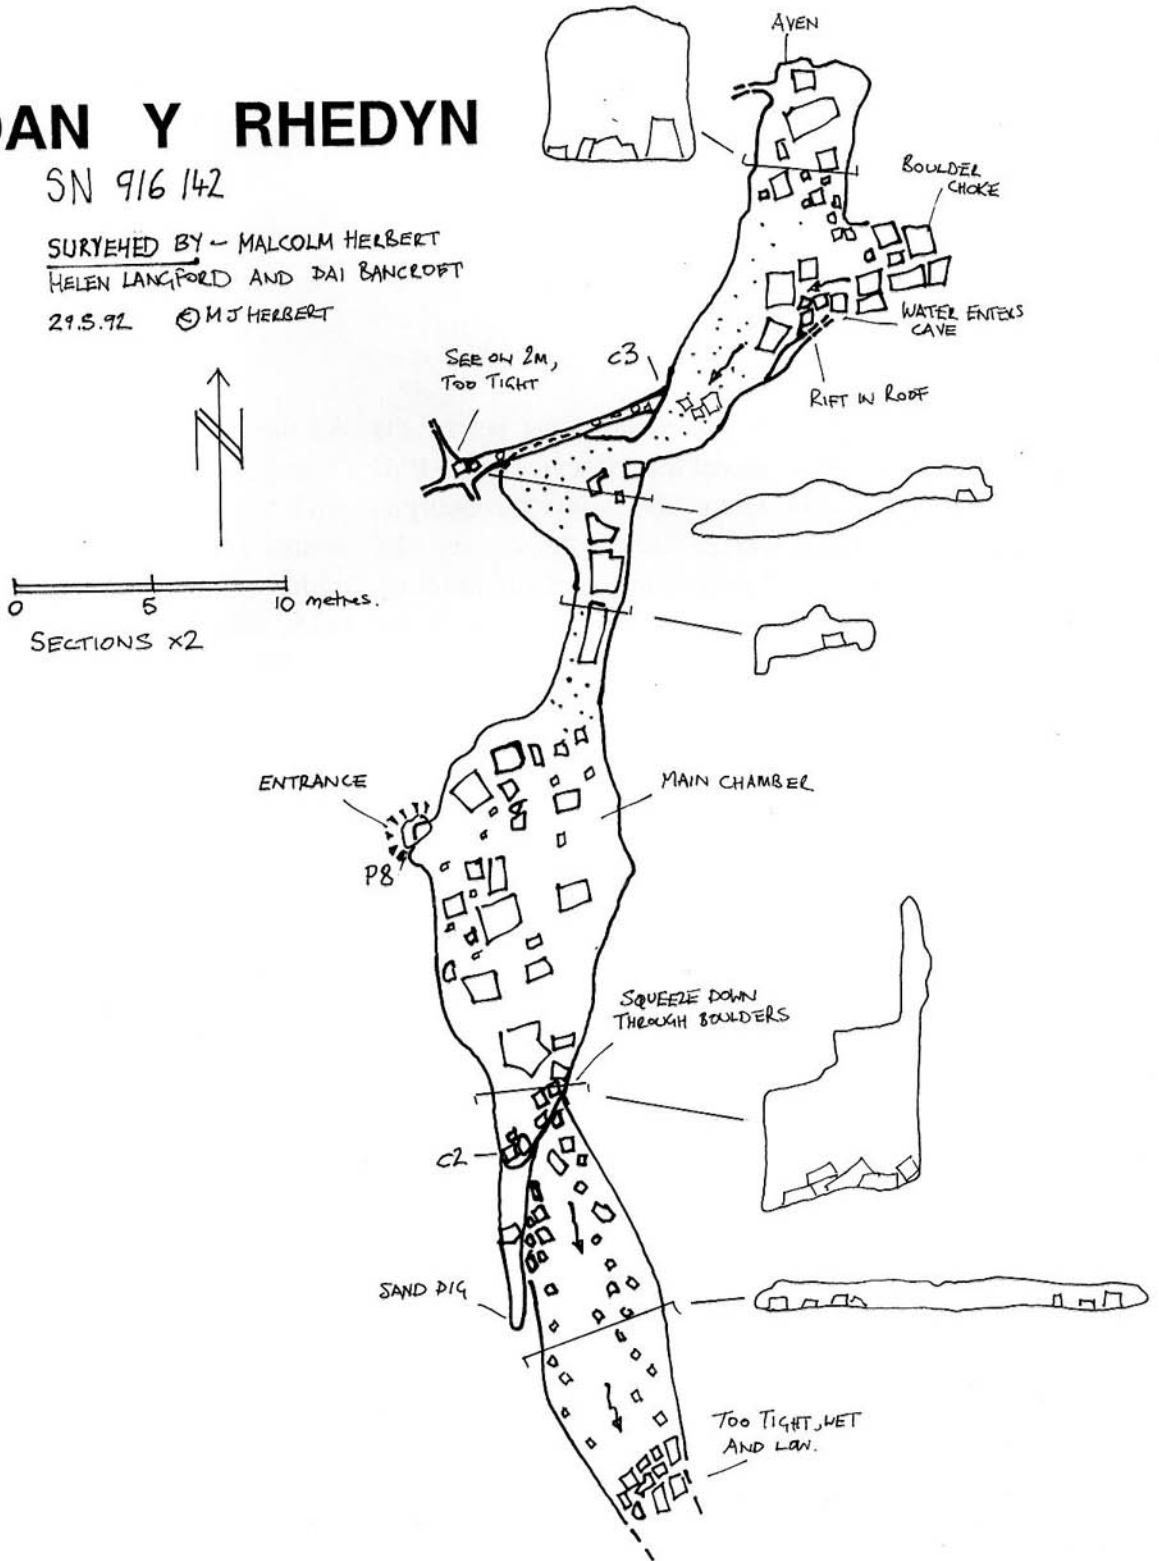 DAN Y RHEDYN
SN 916 142
SURVEYED BY - MALCOLM HERBERT
HELEN LANGFORD AND DAI BANCROFT
29.5.92 © M J HERBERT
N
0 5 10 metres.
SECTIONS x2
AVEN
BOULDER
CHOKE
WATER ENTERS
CAVE
RIFT IN ROOF
C3
SEE ON 2M,
TOO TIGHT
ENTRANCE
P8
MAIN CHAMBER
SQUEEZE DOWN
THROUGH BOULDERS
C2
SAND DIG
TOO TIGHT, WET
AND LOW.